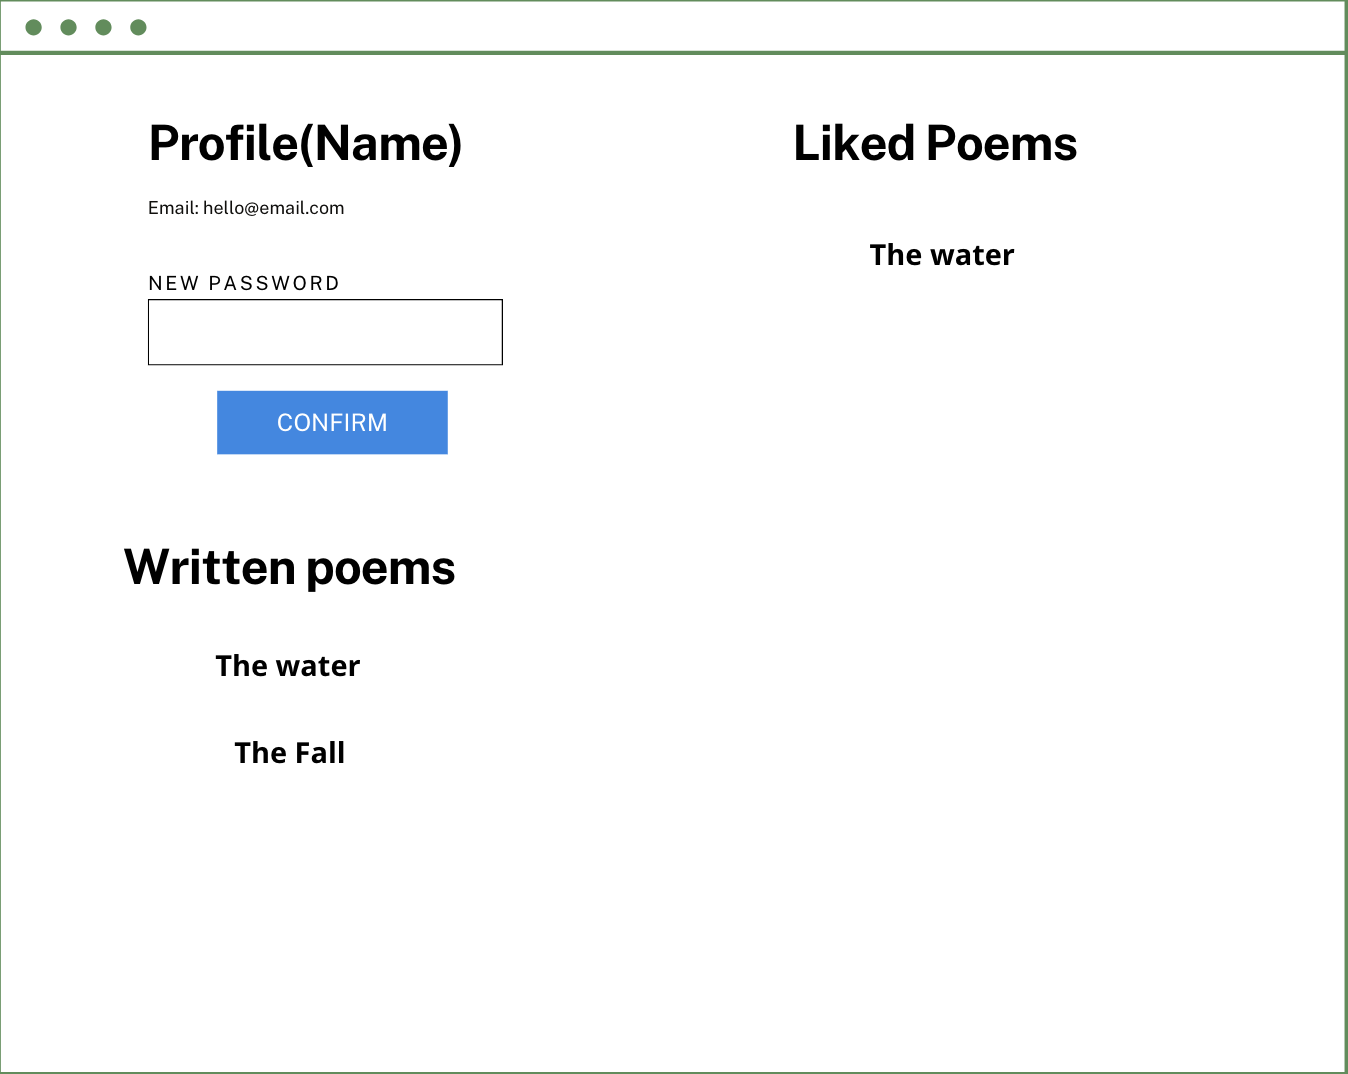 Profile(Name)
Email: hello@email.com
NEW PASSWORD
CONFIRM
Written poems
The water
The Fall
Liked Poems
The water